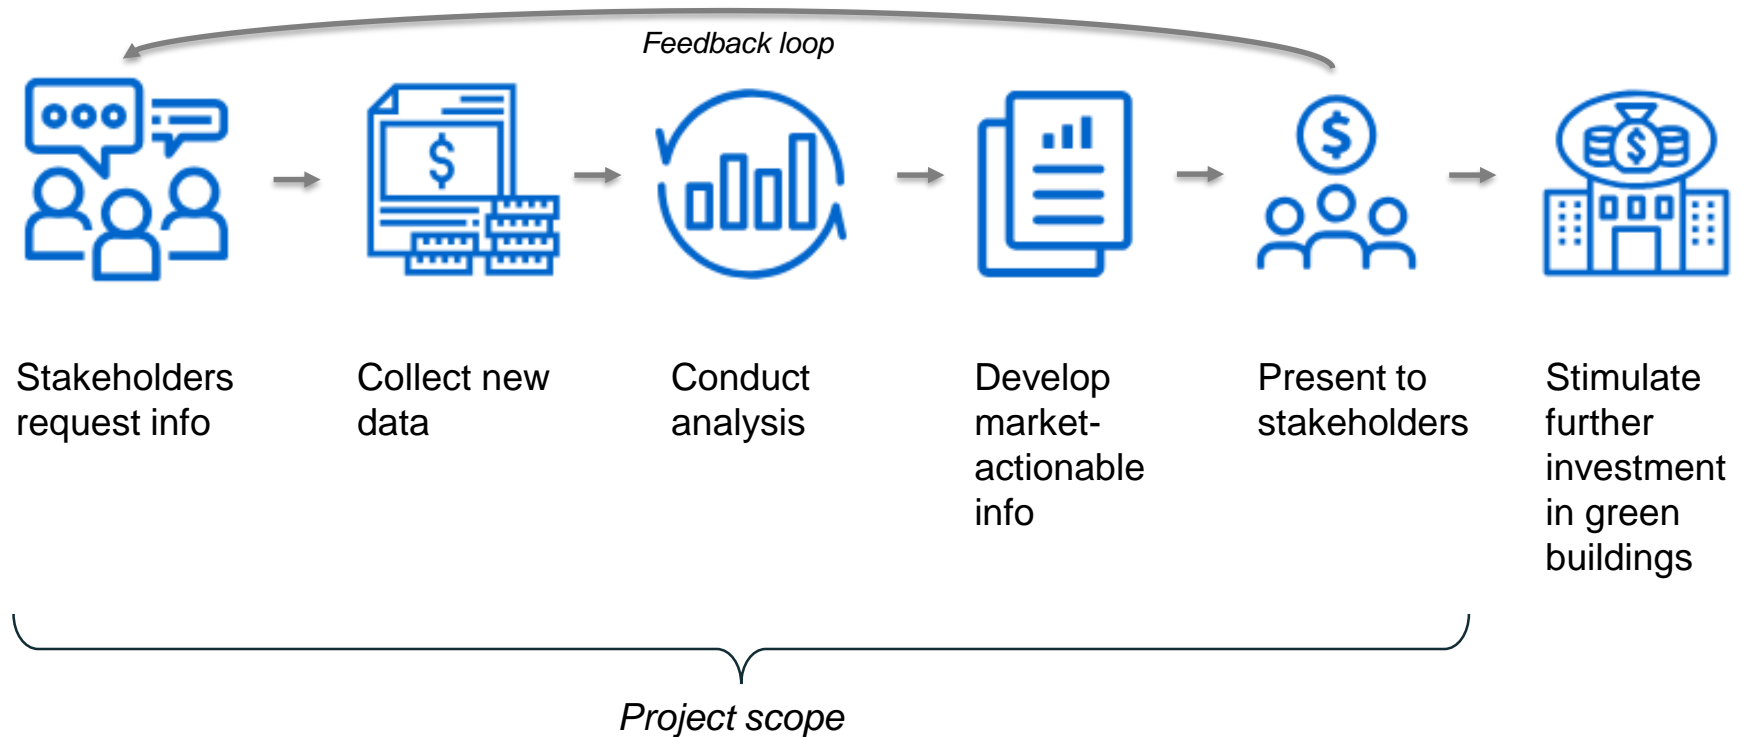 Feedback loop
Stakeholders
request info
Collect new
data
Conduct
analysis
Develop
market-
actionable
info
Present to
stakeholders
Stimulate
further
investment
in green
buildings
Project scope